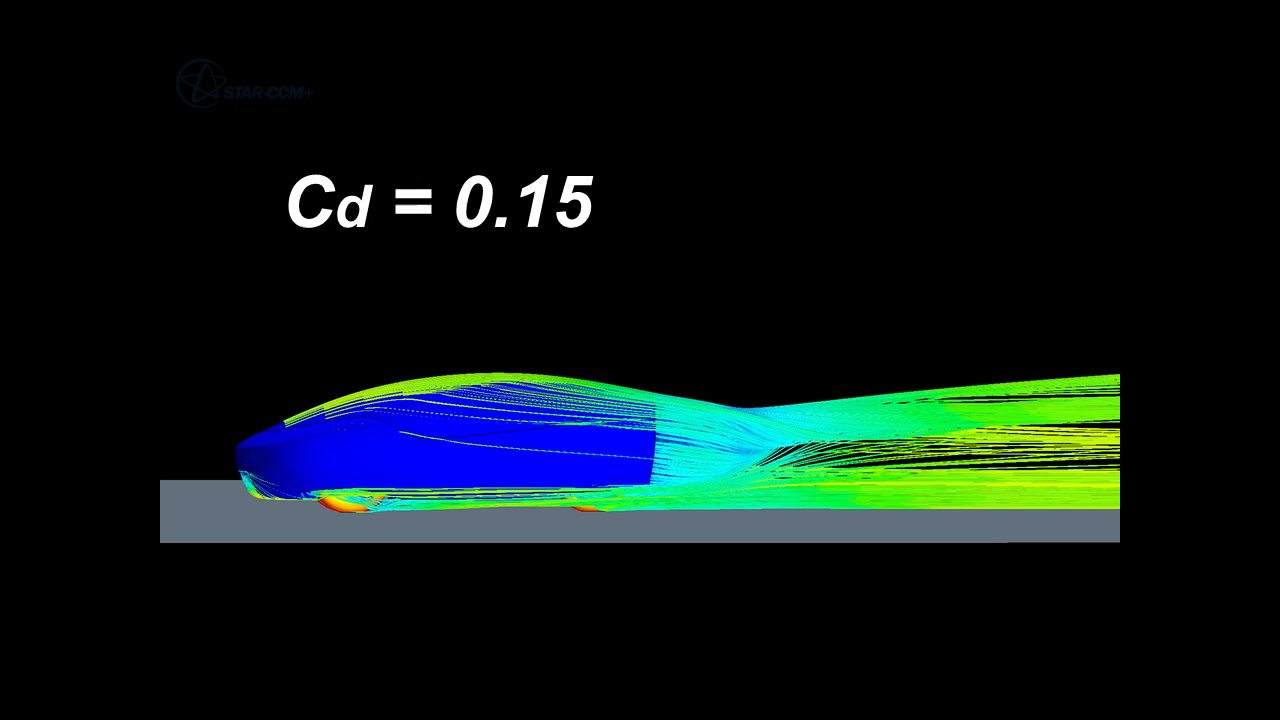 STAR-CCM+
Cd = 0.15